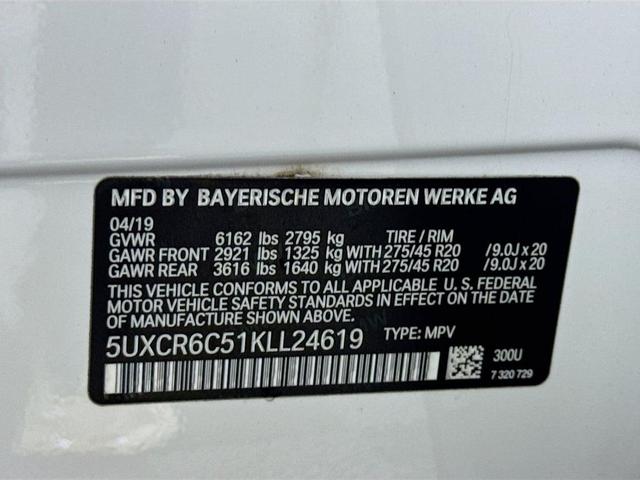 MFD BY BAYERISCHE MOTOREN WERKE AG
04/19
GVWR 6162 lbs 2795 kg TIRE / RIM
GAWR FRONT 2921 lbs 1325 kg WITH 275/45 R20 /9.0J x 20
GAWR REAR 3616 lbs 1640 kg WITH 275/45 R20 /9.0J x 20
THIS VEHICLE CONFORMS TO ALL APPLICABLE U. S. FEDERAL
MOTOR VEHICLE SAFETY STANDARDS IN EFFECT ON THE DATE OF
MANUFACTURE SHOWN ABOVE.
5UXCR6C51KLL24619 TYPE: MPV
300U
7 320 729